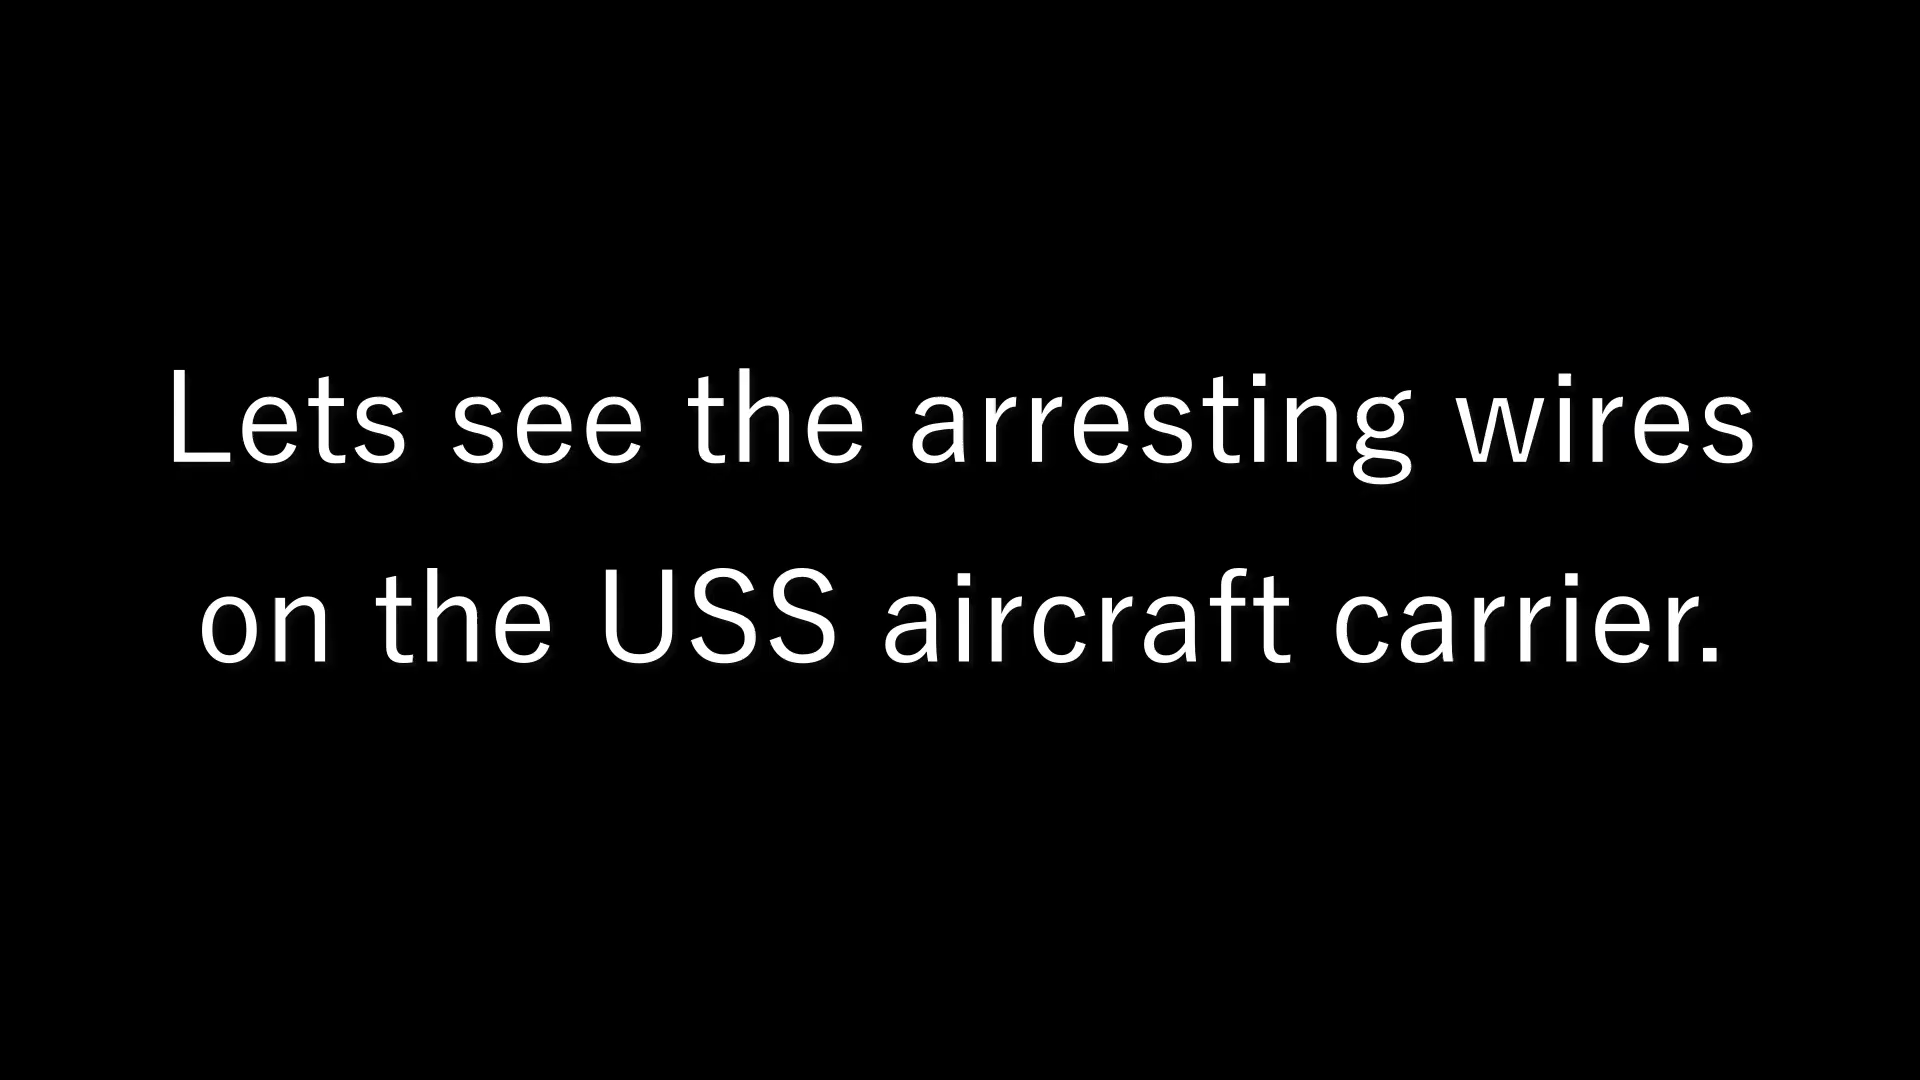 Lets see the arresting wires
on the USS aircraft carrier.